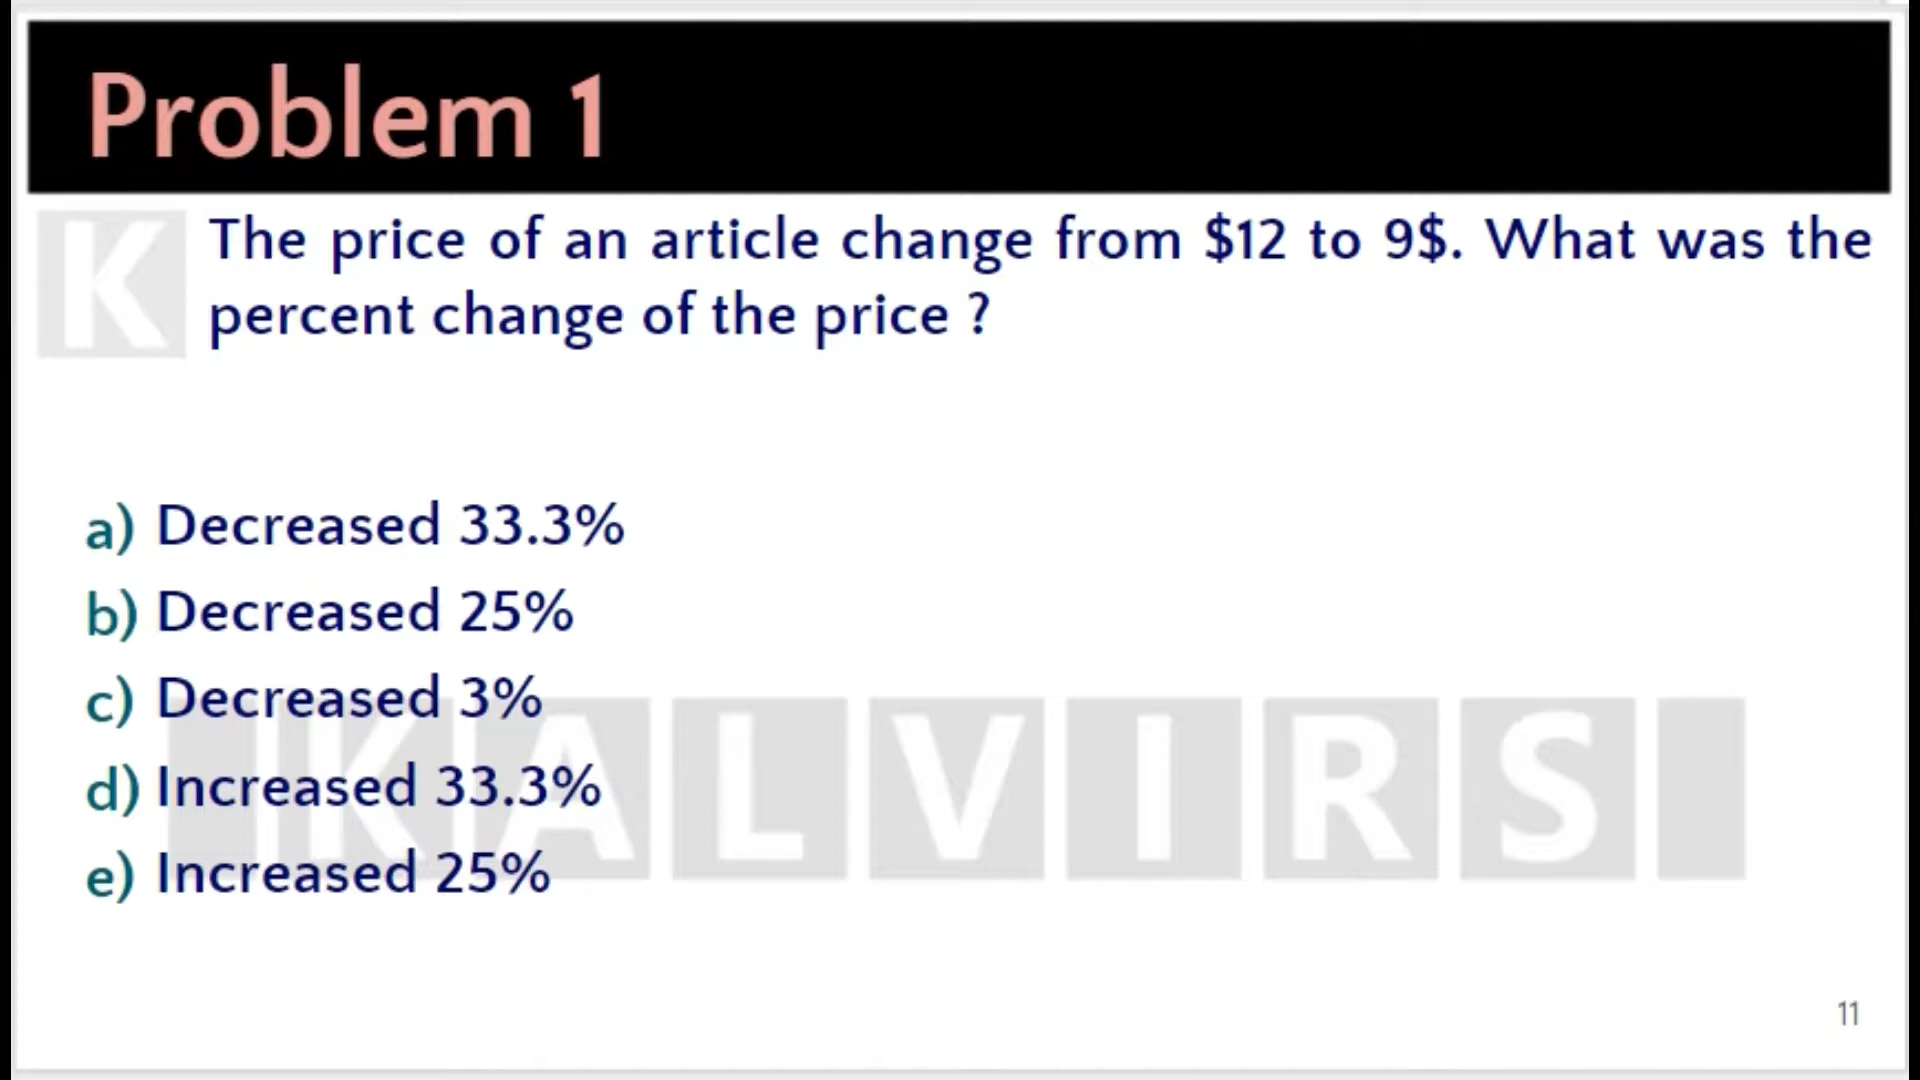 Problem 1
K
The price of an article change from $12 to 9$. What was the
percent change of the price ?
a) Decreased 33.3%
b) Decreased 25%
c) Decreased 3%
d) Increased 33.3%
e) Increased 25%
KALVIRS
11